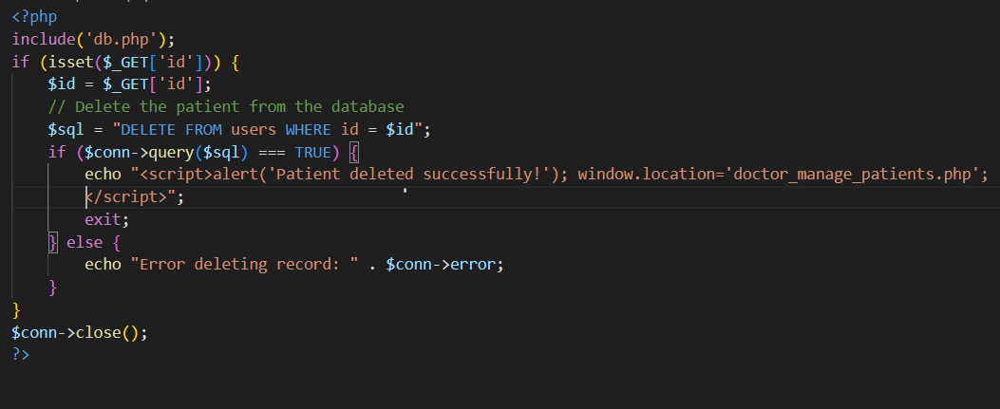 <?php
include('db.php');
if (isset($_GET['id'])) {
    $id = $_GET['id'];
    // Delete the patient from the database
    $sql = "DELETE FROM users WHERE id = $id";
    if ($conn->query($sql) === TRUE) {
        echo "<script>alert('Patient deleted successfully!'); window.location='doctor_manage_patients.php';
        </script>";
        exit;
    } else {
        echo "Error deleting record: " . $conn->error;
    }
}
$conn->close();
?>